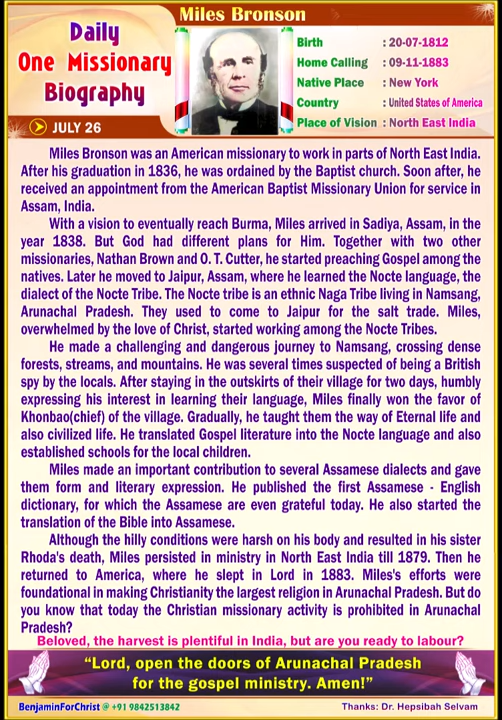 Miles Bronson
Daily
One Missionary
Biography
JULY 26
Birth : 20-07-1812
Home Calling : 09-11-1883
Native Place : New York
Country : United States of America
Place of Vision : North East India
Miles Bronson was an American missionary to work in parts of North East India.
After his graduation in 1836, he was ordained by the Baptist church. Soon after, he
received an appointment from the American Baptist Missionary Union for service in
Assam, India.
With a vision to eventually reach Burma, Miles arrived in Sadiya, Assam, in the
year 1838. But God had different plans for Him. Together with two other
missionaries, Nathan Brown and O. T. Cutter, he started preaching Gospel among the
natives. Later he moved to Jaipur, Assam, where he learned the Nocte language, the
dialect of the Nocte Tribe. The Nocte tribe is an ethnic Naga Tribe living in Namsang,
Arunachal Pradesh. They used to come to Jaipur for the salt trade. Miles,
overwhelmed by the love of Christ, started working among the Nocte Tribes.
He made a challenging and dangerous journey to Namsang, crossing dense
forests, streams, and mountains. He was several times suspected of being a British
spy by the locals. After staying in the outskirts of their village for two days, humbly
expressing his interest in learning their language, Miles finally won the favor of
Khonbao(chief) of the village. Gradually, he taught them the way of Eternal life and
also civilized life. He translated Gospel literature into the Nocte language and also
established schools for the local children.
Miles made an important contribution to several Assamese dialects and gave
them form and literary expression. He published the first Assamese - English
dictionary, for which the Assamese are even grateful today. He also started the
translation of the Bible into Assamese.
Although the hilly conditions were harsh on his body and resulted in his sister
Rhoda's death, Miles persisted in ministry in North East India till 1879. Then he
returned to America, where he slept in Lord in 1883. Miles's efforts were
foundational in making Christianity the largest religion in Arunachal Pradesh. But do
you know that today the Christian missionary activity is prohibited in Arunachal
Pradesh?
Beloved, the harvest is plentiful in India, but are you ready to labour?
“Lord, open the doors of Arunachal Pradesh
for the gospel ministry. Amen!”
BenjaminForChrist @ +91 9842513842
Thanks: Dr. Hepsibah Selvam